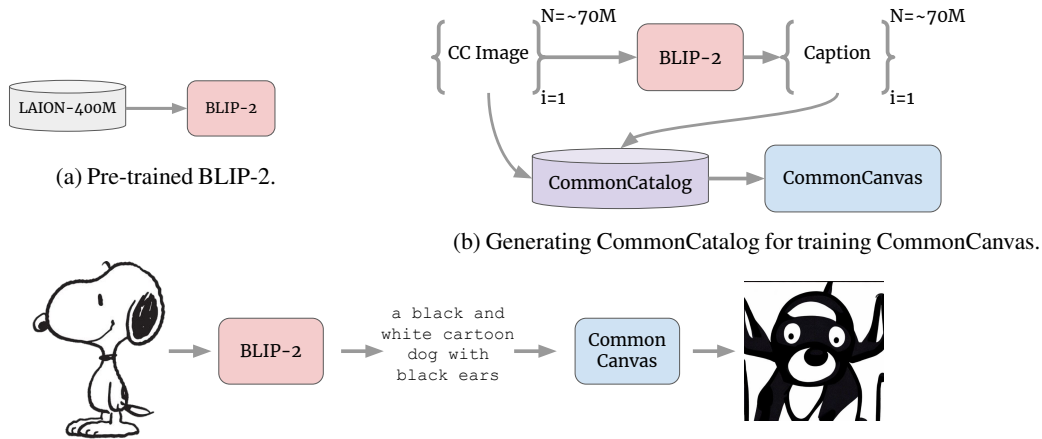 LAION-400M
BLIP-2
(a) Pre-trained BLIP-2.
CC Image
N=~70M
i=1
BLIP-2
Caption
N=~70M
i=1
CommonCatalog
CommonCanvas
(b) Generating CommonCatalog for training CommonCanvas.
BLIP-2
a black and
white cartoon
dog with
black ears
Common
Canvas